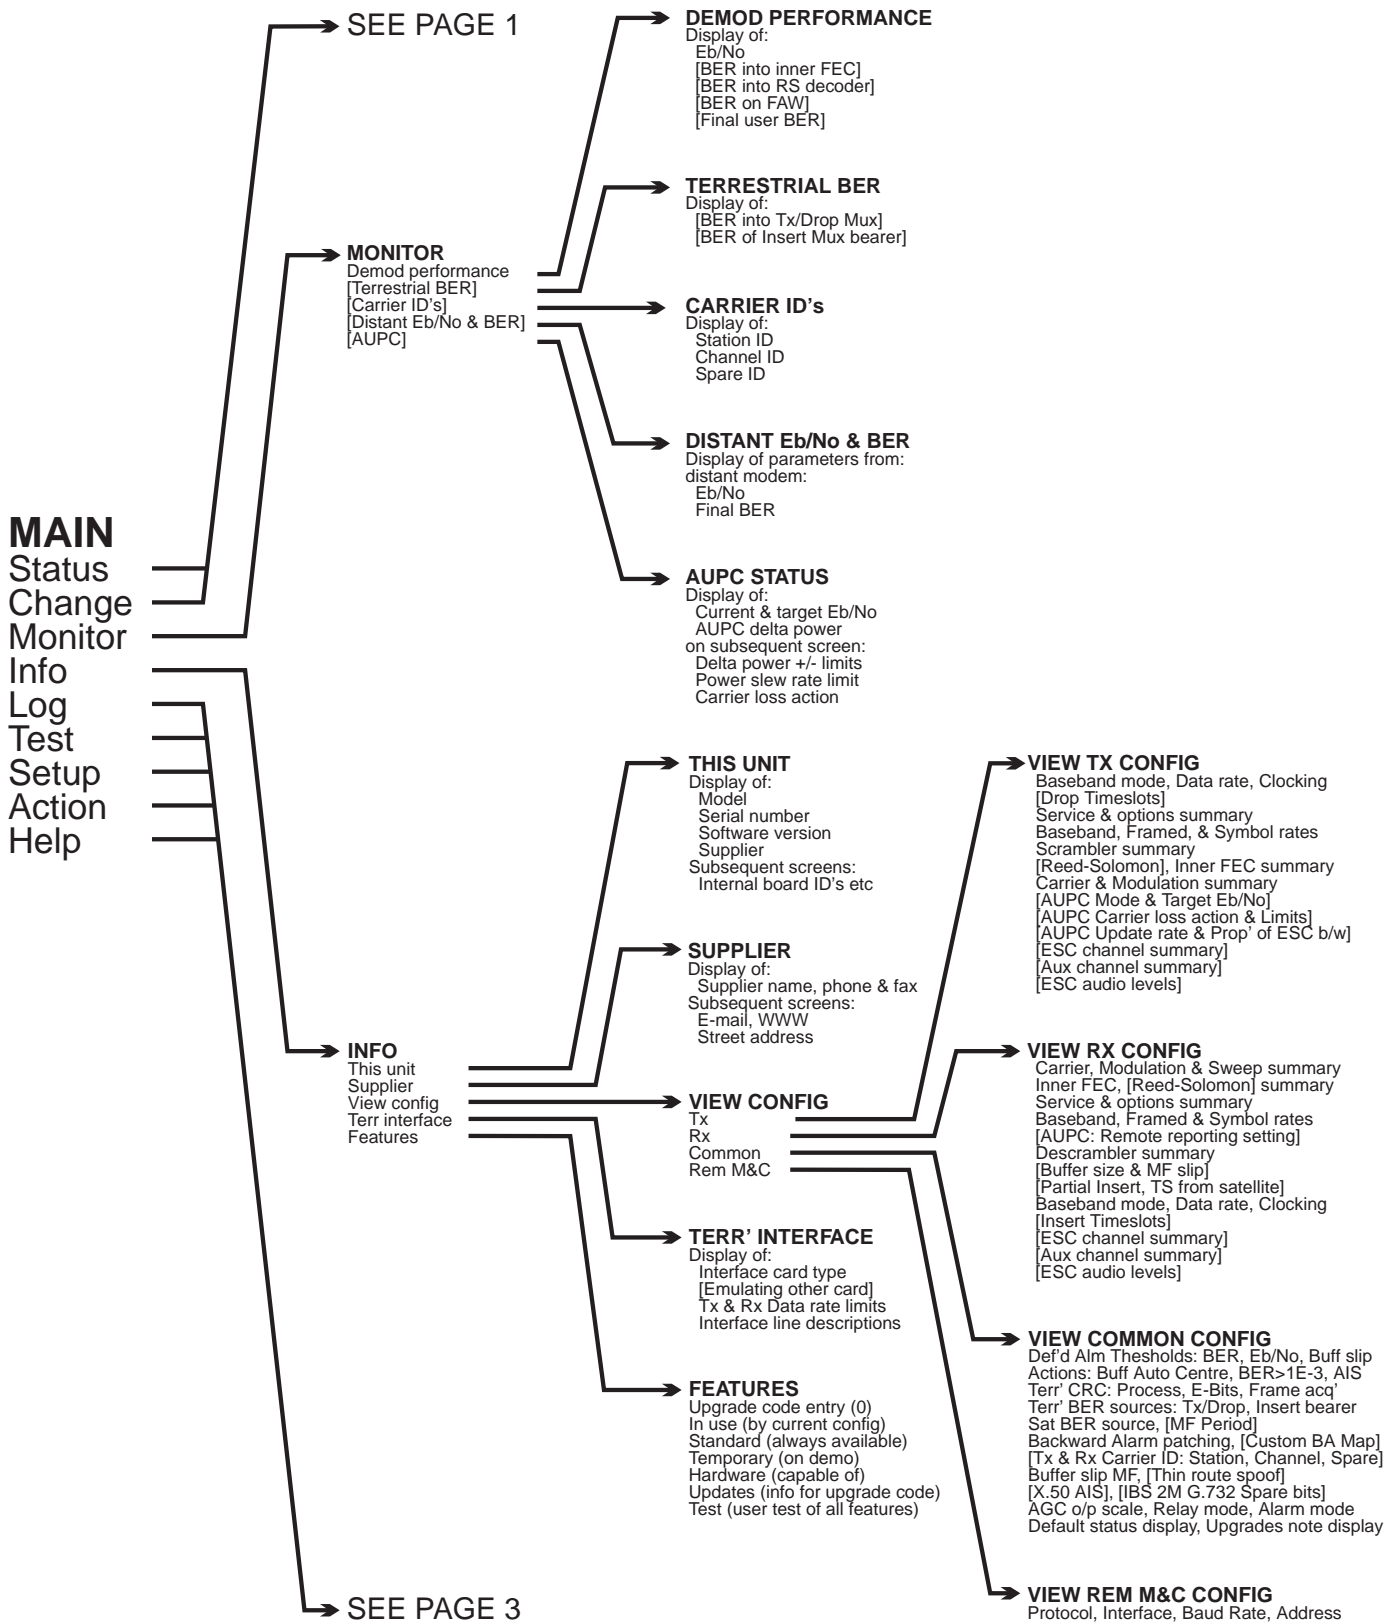 SEE PAGE 1
MAIN
Status
Change
Monitor
Info
Log
Test
Setup
Action
Help
MONITOR
Demod performance
[Terrestrial BER]
[Carrier ID's]
[Distant Eb/No & BER]
[AUPC]
DEMOD PERFORMANCE
Display of:
Eb/No
[BER into inner FEC]
[BER into RS decoder]
[BER on FAW]
[Final user BER]
TERRESTRIAL BER
Display of:
[BER into Tx/Drop Mux]
[BER of Insert Mux bearer]
CARRIER ID's
Display of:
Station ID
Channel ID
Spare ID
DISTANT Eb/No & BER
Display of parameters from:
distant modem:
Eb/No
Final BER
AUPC STATUS
Display of:
Current & target Eb/No
AUPC delta power
on subsequent screen:
Delta power +/- limits
Power slew rate limit
Carrier loss action
INFO
This unit
Supplier
View config
Terr interface
Features
THIS UNIT
Display of:
Model
Serial number
Software version
Supplier
Subsequent screens:
Internal board ID's etc
SUPPLIER
Display of:
Supplier name, phone & fax
Subsequent screens:
E-mail, WWW
Street address
VIEW CONFIG
Tx
Rx
Common
Rem M&C
TERR' INTERFACE
Display of:
Interface card type
[Emulating other card]
Tx & Rx Data rate limits
Interface line descriptions
FEATURES
Upgrade code entry (0)
In use (by current config)
Standard (always available)
Temporary (on demo)
Hardware (capable of)
Updates (info for upgrade code)
Test (user test of all features)
VIEW TX CONFIG
Baseband mode, Data rate, Clocking
[Drop Timeslots]
Service & options summary
Baseband, Framed, & Symbol rates
Scrambler summary
[Reed-Solomon], Inner FEC summary
Carrier & Modulation summary
[AUPC Mode & Target Eb/No]
[AUPC Carrier loss action & Limits]
[AUPC Update rate & Prop' of ESC b/w]
[ESC channel summary]
[Aux channel summary]
[ESC audio levels]
VIEW RX CONFIG
Carrier, Modulation & Sweep summary
Inner FEC, [Reed-Solomon] summary
Service & options summary
Baseband, Framed & Symbol rates
[AUPC: Remote reporting setting]
Descrambler summary
[Buffer size & MF slip]
[Partial Insert, TS from satellite]
Baseband mode, Data rate, Clocking
[Insert Timeslots]
[ESC channel summary]
[Aux channel summary]
[ESC audio levels]
VIEW COMMON CONFIG
Def'd Alm Thesholds: BER, Eb/No, Buff slip
Actions: Buff Auto Centre, BER>1E-3, AIS
Terr' CRC: Process, E-Bits, Frame acq'
Terr' BER sources: Tx/Drop, Insert bearer
Sat BER source, [MF Period]
Backward Alarm patching, [Custom BA Map]
[Tx & Rx Carrier ID: Station, Channel, Spare]
Buffer slip MF, [Thin route spoof]
[X.50 AIS], [IBS 2M G.732 Spare bits]
AGC o/p scale, Relay mode, Alarm mode
Default status display, Upgrades note display
VIEW REM M&C CONFIG
Protocol, Interface, Baud Rate, Address
SEE PAGE 3